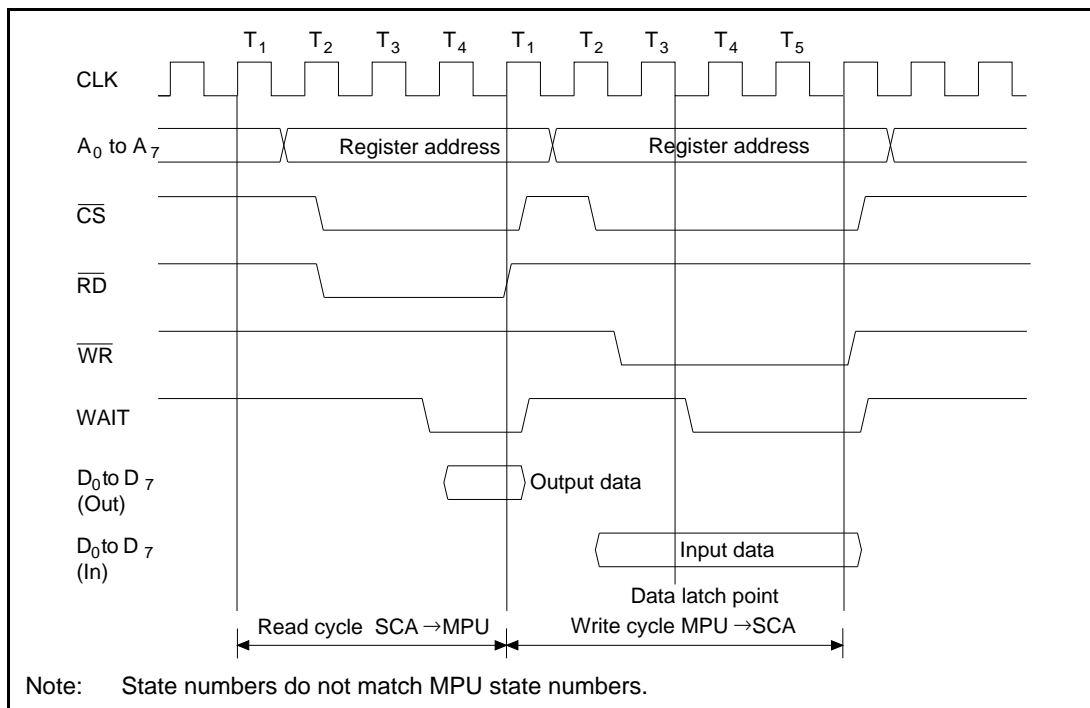 T1 T2 T3 T4 T1 T2 T3 T4 T5
CLK
A0 to A7 Register address Register address
CS
RD
WR
WAIT
D0 to D7 (Out) Output data
D0 to D7 (In) Input data
Data latch point
Read cycle SCA→MPU Write cycle MPU→SCA
Note: State numbers do not match MPU state numbers.